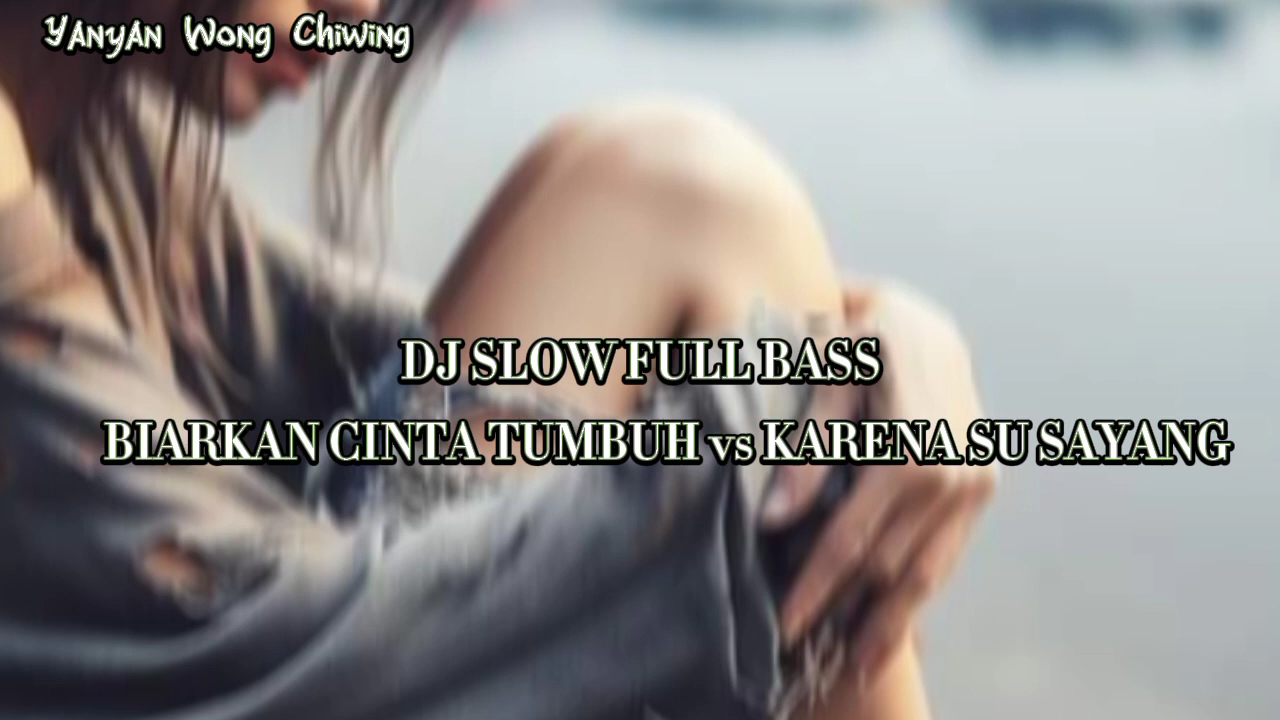 YAnyAn Wong Chiwing
DJ SLOW FULL BASS
BIARKAN CINTA TUMBUH vs KARENA SU SAYANG